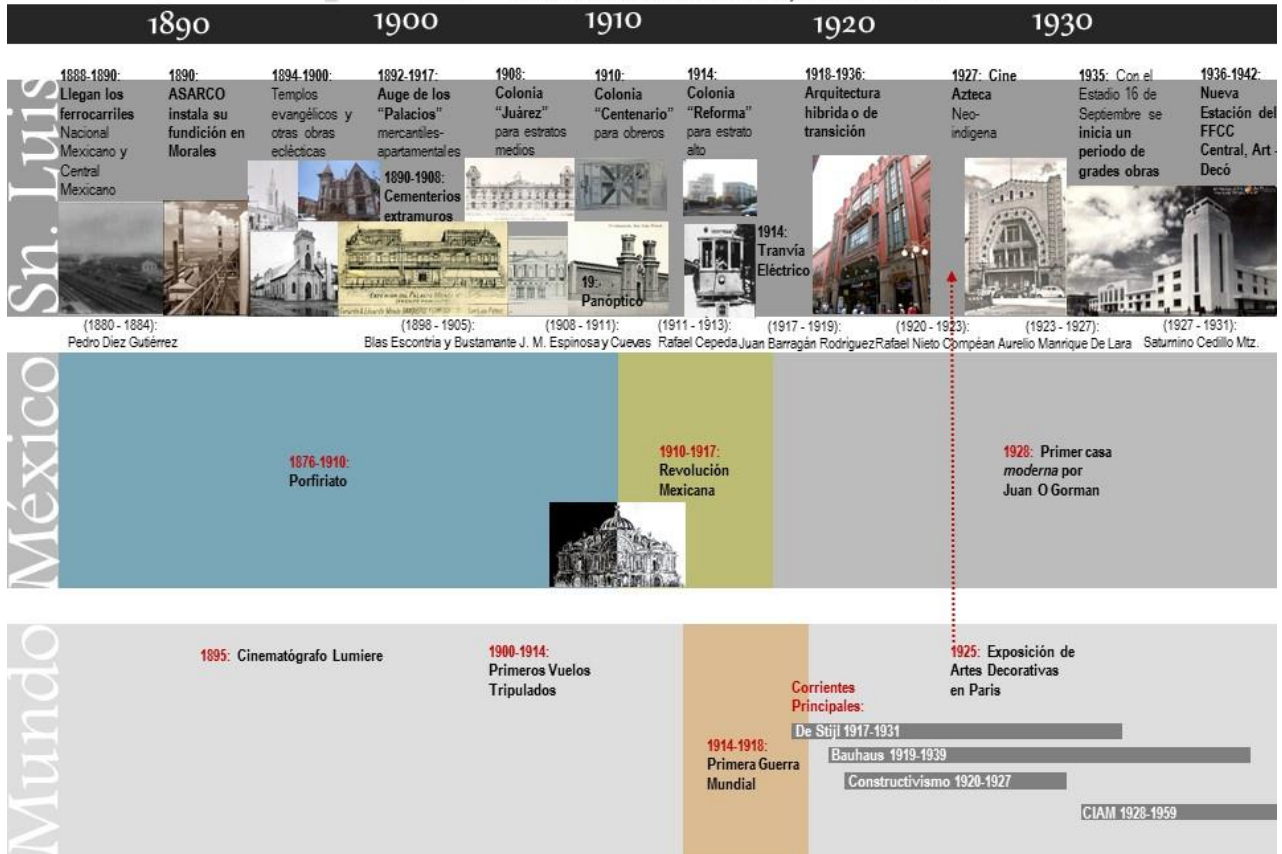 1890 1900 1910 1920 1930
Sn. Luis
1888-1890:
Llegan los
ferrocarriles
Nacional
Mexicano y
Central
Mexicano
1890:
ASARCO
instala su
fundición en
Morales
1894-1900:
Templos
evangélicos y
otras obras
eclécticas
1892-1917:
Auge de los
"Palacios"
mercantiles-
apartamentales
1890-1908:
Cementerios
extramuros
1908:
Colonia
"Juárez"
para estratos
medios
1910:
Colonia
"Centenario"
para obreros
19:
Panóptico
1914:
Colonia
"Reforma"
para estrato
alto
1914:
Tranvía
Eléctrico
1918-1936:
Arquitectura
hibrida o de
transición
1927: Cine
Azteca
Neo-
indigena
1935: Con el
Estadio 16 de
Septiembre se
inicia un
periodo de
grades obras
1936-1942:
Nueva
Estación del
FFCC
Central, Art -
Decó
(1880 - 1884):
Pedro Diez Gutiérrez
(1898 - 1905):
Blas Escontria y Bustamante
(1908 - 1911):
J. M. Espinosa y Cuevas
(1911 - 1913):
Rafael Cepeda
(1917 - 1919):
Juan Barragán Rodriguez
(1920 - 1923):
Rafael Nieto Compéan
(1923 - 1927):
Aurelio Manrique De Lara
(1927 - 1931):
Saturnino Cedillo Mtz.
México
1876-1910:
Porfiriato
1910-1917:
Revolución
Mexicana
1928: Primer casa
moderna por
Juan O Gorman
Mundo
1895: Cinematógrafo Lumiere
1900-1914:
Primeros Vuelos
Tripulados
1914-1918:
Primera Guerra
Mundial
1925: Exposición de
Artes Decorativas
en Paris
Corrientes
Principales:
De Stijl 1917-1931
Bauhaus 1919-1939
Constructivismo 1920-1927
CIAM 1928-1959